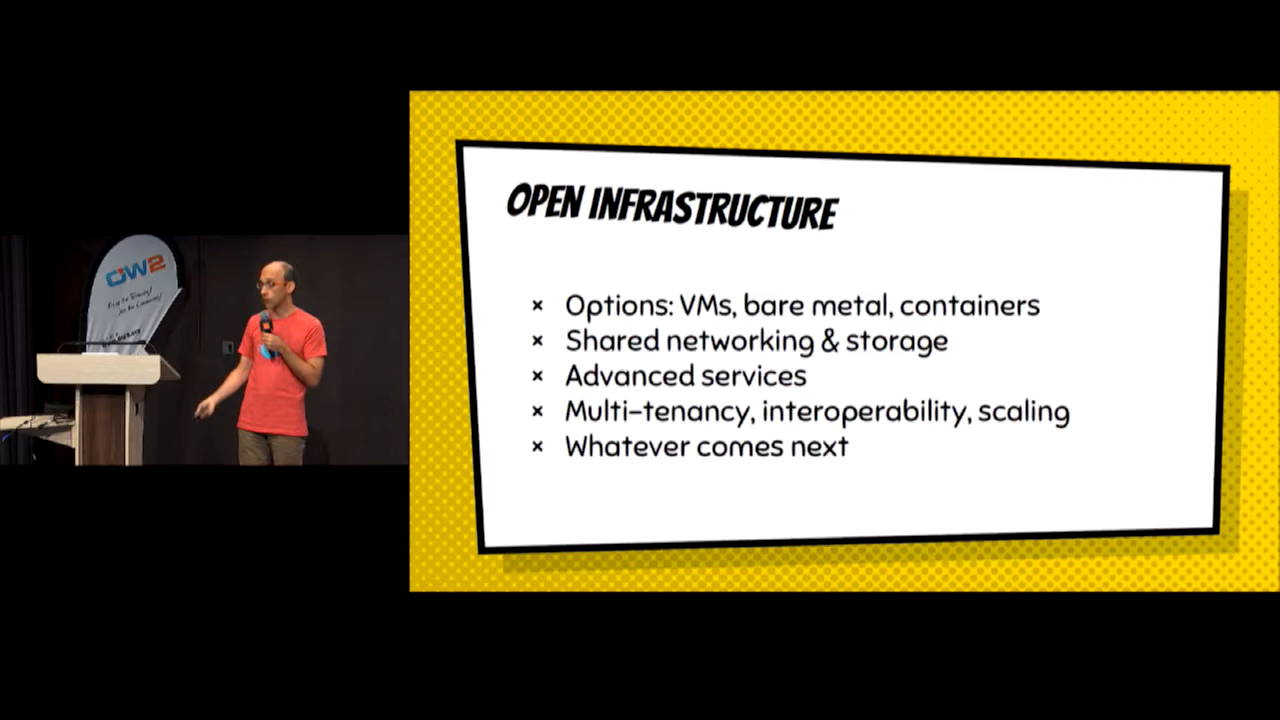 OW2
OPEN INFRASTRUCTURE
× Options: VMs, bare metal, containers
× Shared networking & storage
× Advanced services
× Multi-tenancy, interoperability, scaling
× Whatever comes next